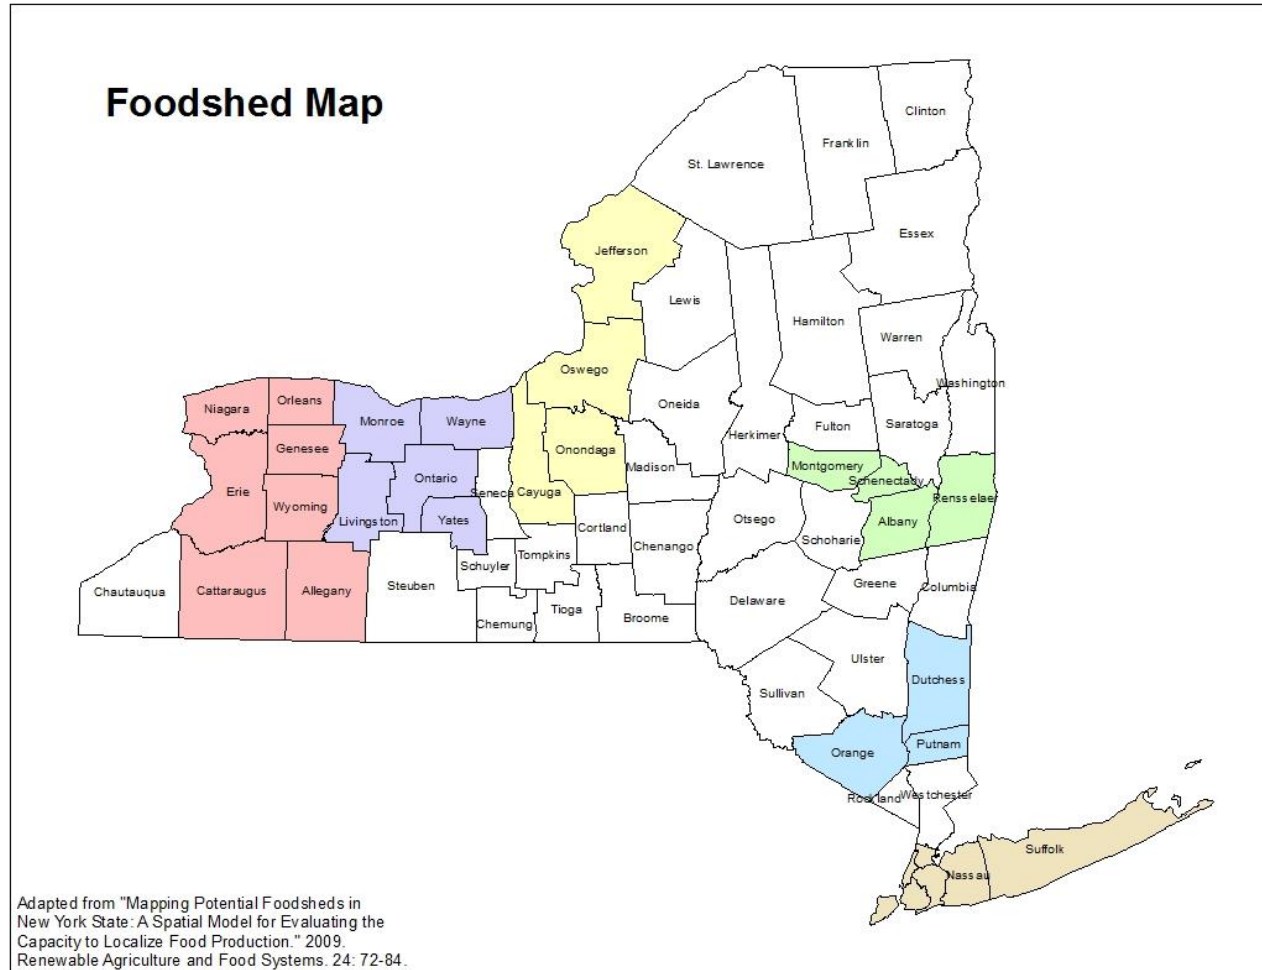 Foodshed Map
Clinton
Franklin
St. Lawrence
Essex
Jefferson
Lewis
Hamilton
Warren
Oswego
Washington
Niagara
Orleans
Monroe
Wayne
Oneida
Herkimer
Fulton
Saratoga
Genesee
Onondaga
Madison
Montgomery
Schenectady
Rensselaer
Erie
Wyoming
Ontario
Seneca
Cayuga
Livingston
Yates
Cortland
Otsego
Schoharie
Albany
Chenango
Tompkins
Schuyler
Chautauqua
Cattaraugus
Allegany
Steuben
Greene
Columbia
Delaware
Tioga
Broome
Chemung
Ulster
Dutchess
Sullivan
Orange
Putnam
Rockland
Westchester
Suffolk
Nassau
Adapted from "Mapping Potential Foodsheds in
New York State: A Spatial Model for Evaluating the
Capacity to Localize Food Production." 2009.
Renewable Agriculture and Food Systems. 24: 72-84.